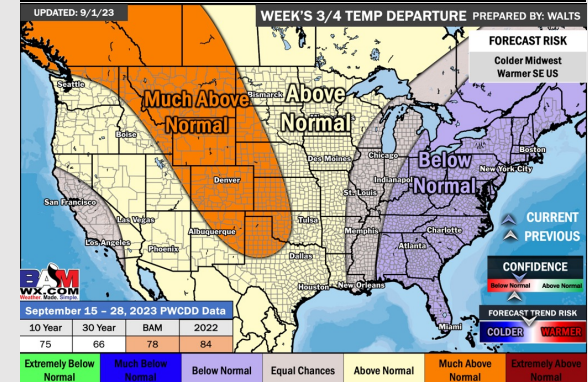 UPDATED: 9/1/23
WEEK'S 3/4 TEMP DEPARTURE PREPARED BY: WALTS
FORECAST RISK
Colder Midwest
Warmer SE US
Seattle
Much Above
Normal
Bismarck
Above
Normal
Boise
Des Moines
Chicago
Below
Normal
Boston
New York City
Denver
Indianapol
St. Louis
San Francisco
Las Vegas
Los Angeles
Albuquerque
Phoenix
Tulsa
Memphis
Charlotte
Atlanta
Dallas
Houston
New Orleans
Miami
CURRENT
PREVIOUS
CONFIDENCE
Below Normal
Above Normal
FORECAST TREND RISK
COLDER
WARMER
BAM
WX.COM
Weather. Made. Simple.
September 15 - 28, 2023 PWCDD Data
10 Year 30 Year BAM 2022
75 66 78 84
Extremely Below Normal
Much Below Normal
Below Normal
Equal Chances
Above Normal
Much Above Normal
Extremely Above Normal